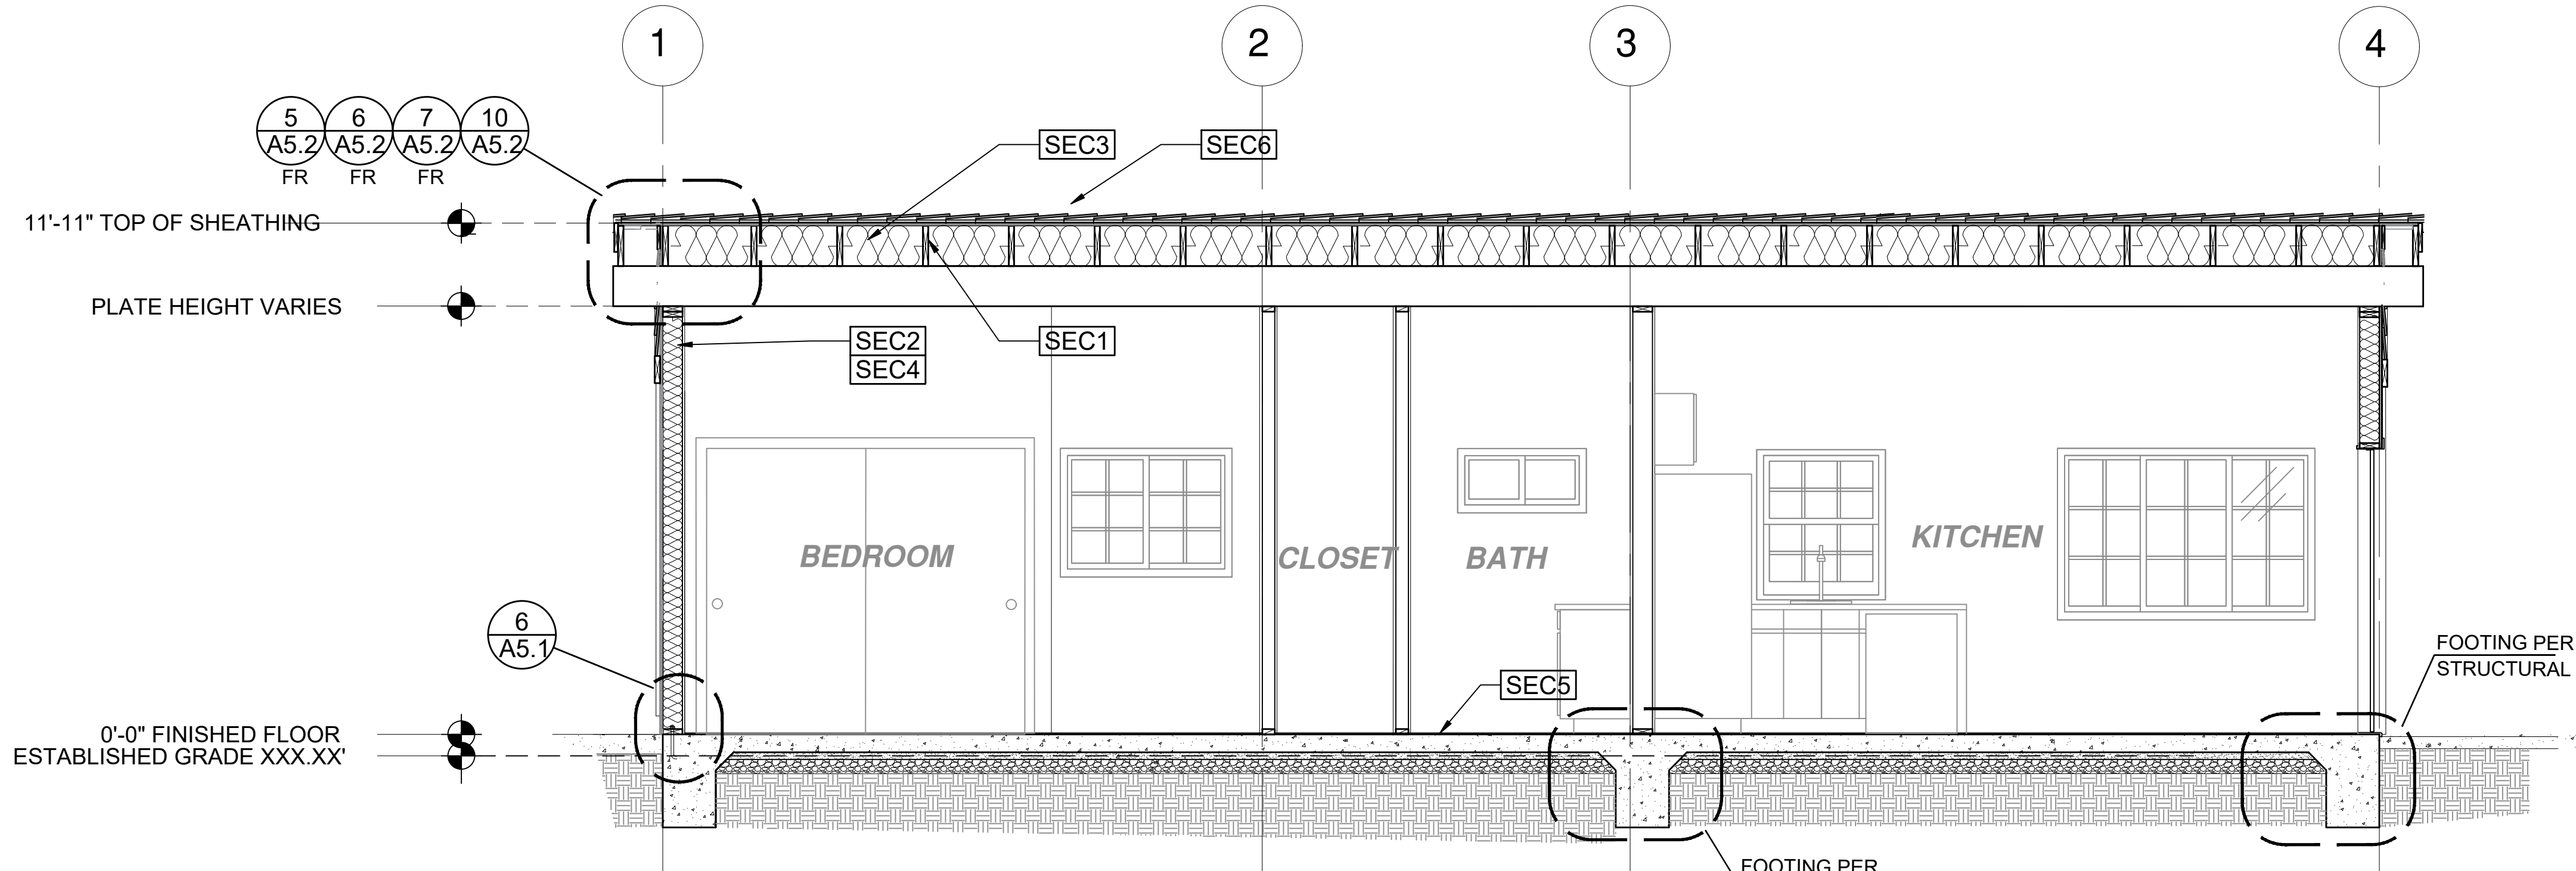 1
2
3
4
5
A5.2
FR
6
A5.2
FR
7
A5.2
FR
10
A5.2
SEC3
SEC6
11'-11" TOP OF SHEATHING
PLATE HEIGHT VARIES
SEC2
SEC4
SEC1
BEDROOM
CLOSET
BATH
KITCHEN
6
A5.1
SEC5
FOOTING PER
STRUCTURAL
0'-0" FINISHED FLOOR
ESTABLISHED GRADE XXX.XX'
FOOTING PER